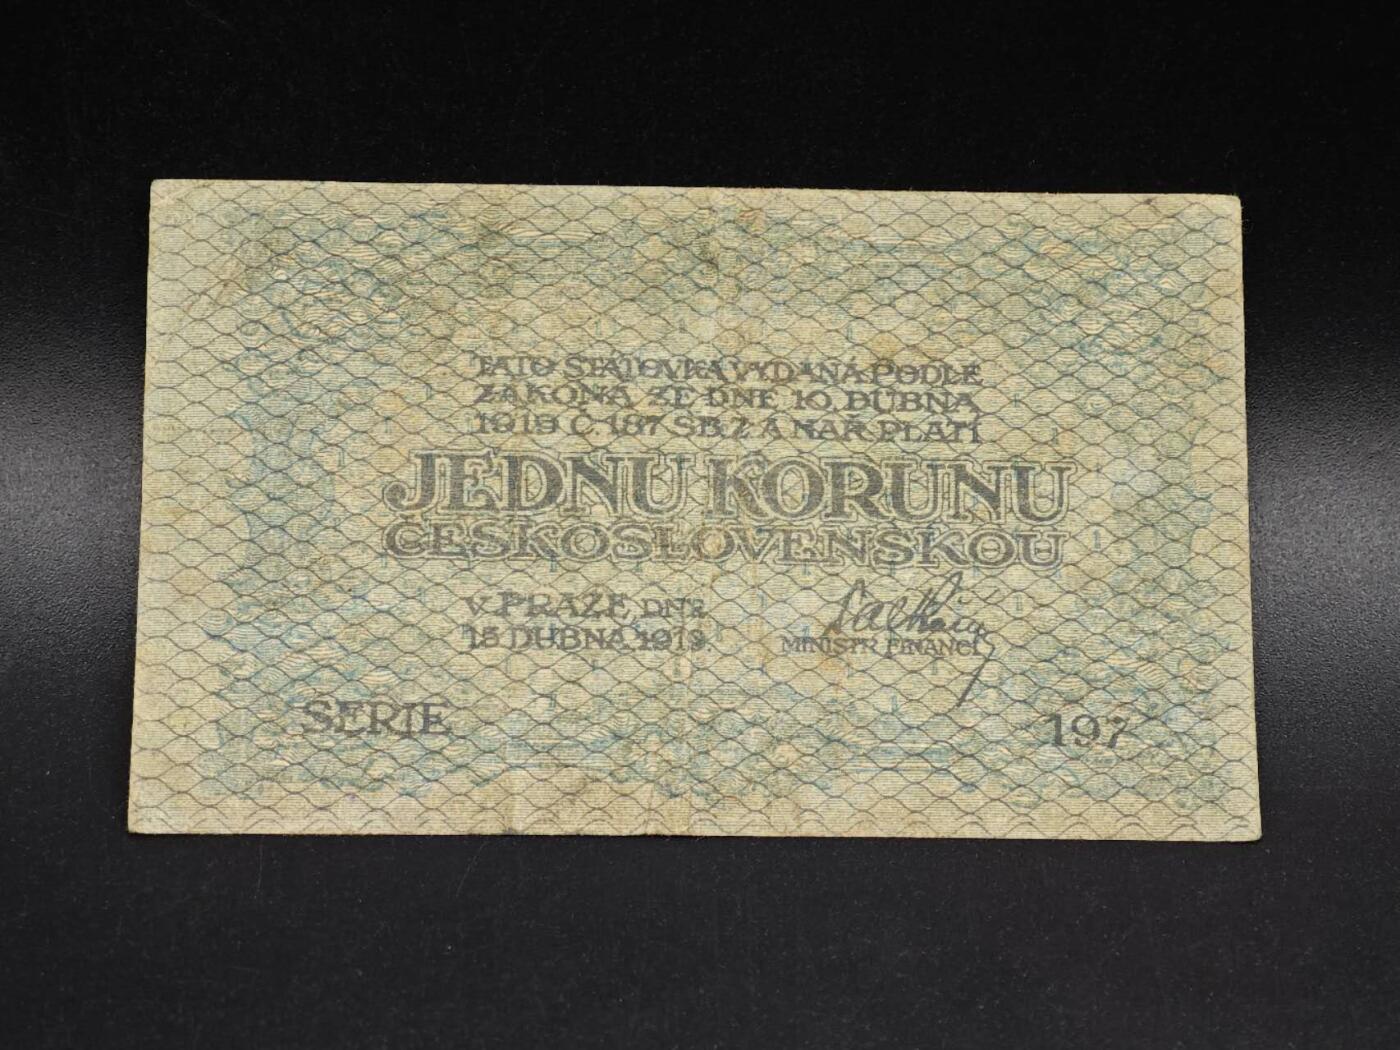 TATO STÁTOVKA VYDANÁ PODLE
ZÁKONA ZE DNE 10. DUBNA
1919 Č. 187 SB. Z A NAŘ. PLATÍ
JEDNU KORUNU
ČESKOSLOVENSKOU
V PRAZE, DNE
15. DUBNA 1919.
MINISTR FINANCÍ
SERIE 197